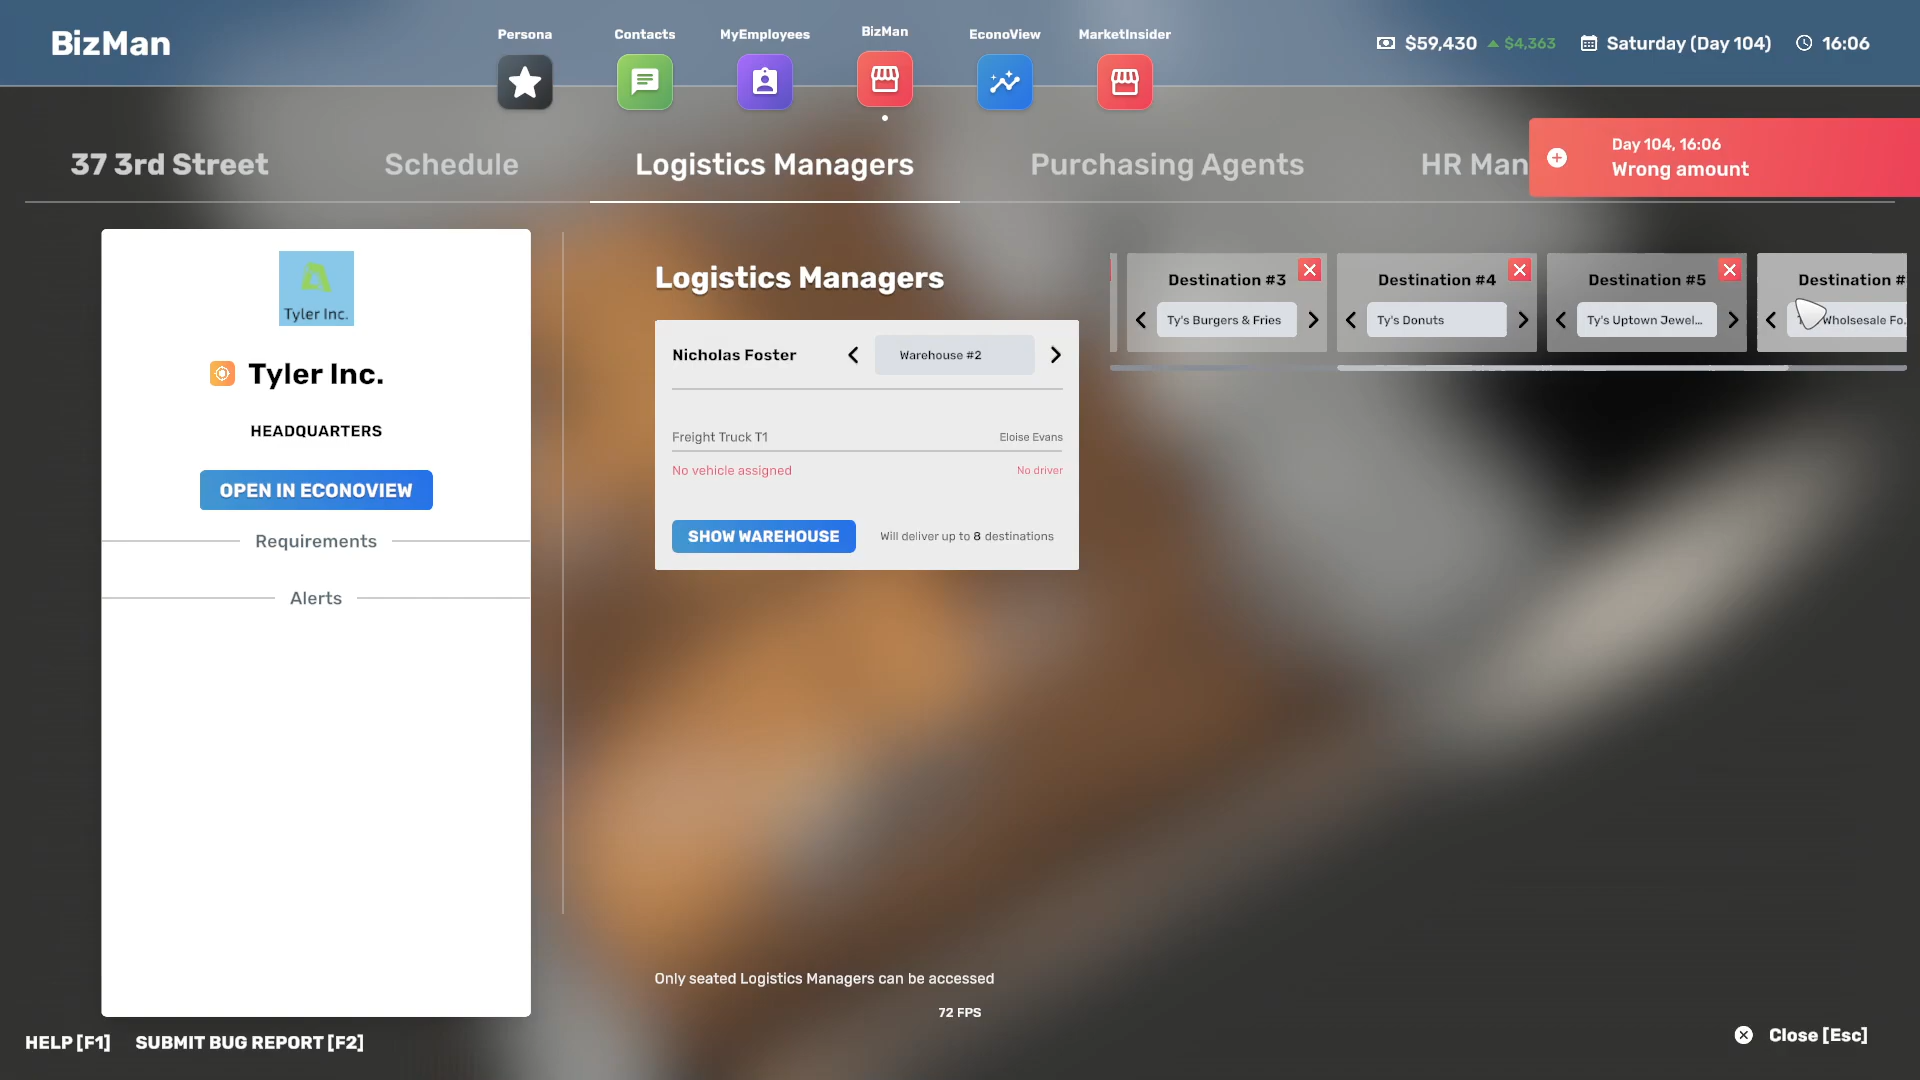 BizMan
Persona
Contacts
MyEmployees
BizMan
EconoView
MarketInsider
$59,430
$4,363
Saturday (Day 104)
16:06
37 3rd Street
Schedule
Logistics Managers
Purchasing Agents
HR Man
Day 104, 16:06
Wrong amount
Tyler Inc.
Tyler Inc.
HEADQUARTERS
OPEN IN ECONOVIEW
Requirements
Alerts
Logistics Managers
Nicholas Foster
Warehouse #2
Freight Truck T1
Eloise Evans
No vehicle assigned
No driver
SHOW WAREHOUSE
Will deliver up to 8 destinations
Destination #3
Ty's Burgers & Fries
Destination #4
Ty's Donuts
Destination #5
Ty's Uptown Jewel...
Destination #
Wholsesale Fo.
Only seated Logistics Managers can be accessed
72 FPS
HELP [F1]
SUBMIT BUG REPORT [F2]
Close [Esc]